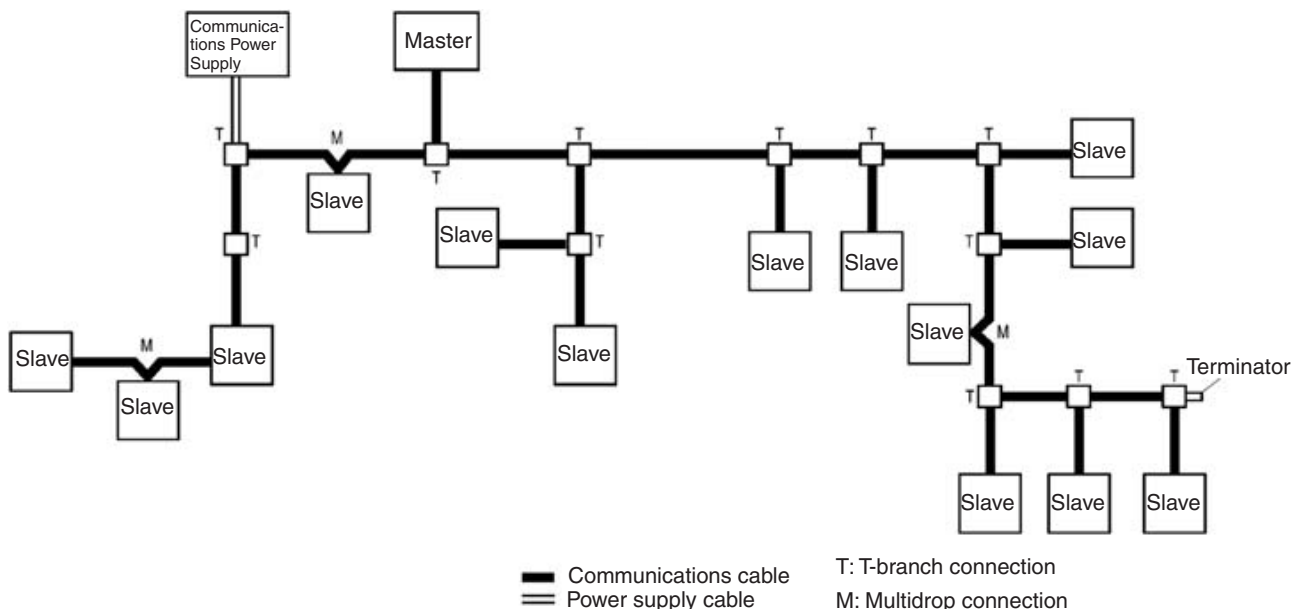 Communica-
tions Power
Supply
Master
T
M
T
T
T
T
T
Slave
Slave
Slave
T
Slave
T
T
Slave
Slave
Slave
Slave
Slave
M
Slave
M
Slave
Slave
Terminator
T
T
T
Slave
Slave
Slave
Communications cable
Power supply cable
T: T-branch connection
M: Multidrop connection